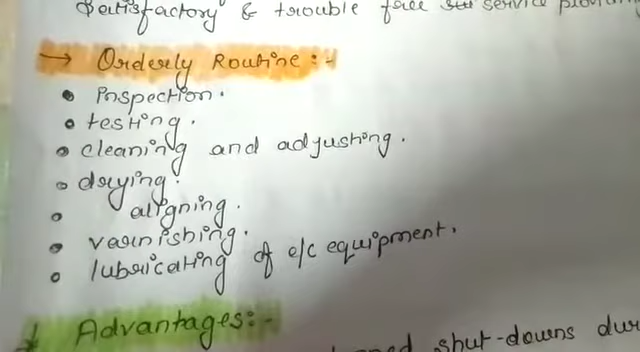 Satisfactory & trouble free service
→ Orderly Routine:-
• Inspection.
• testing.
• cleaning and adjusting.
• drying.
• aligning.
• varnishing.
• lubricating of e/c equipment.
Advantages:-
shut-downs